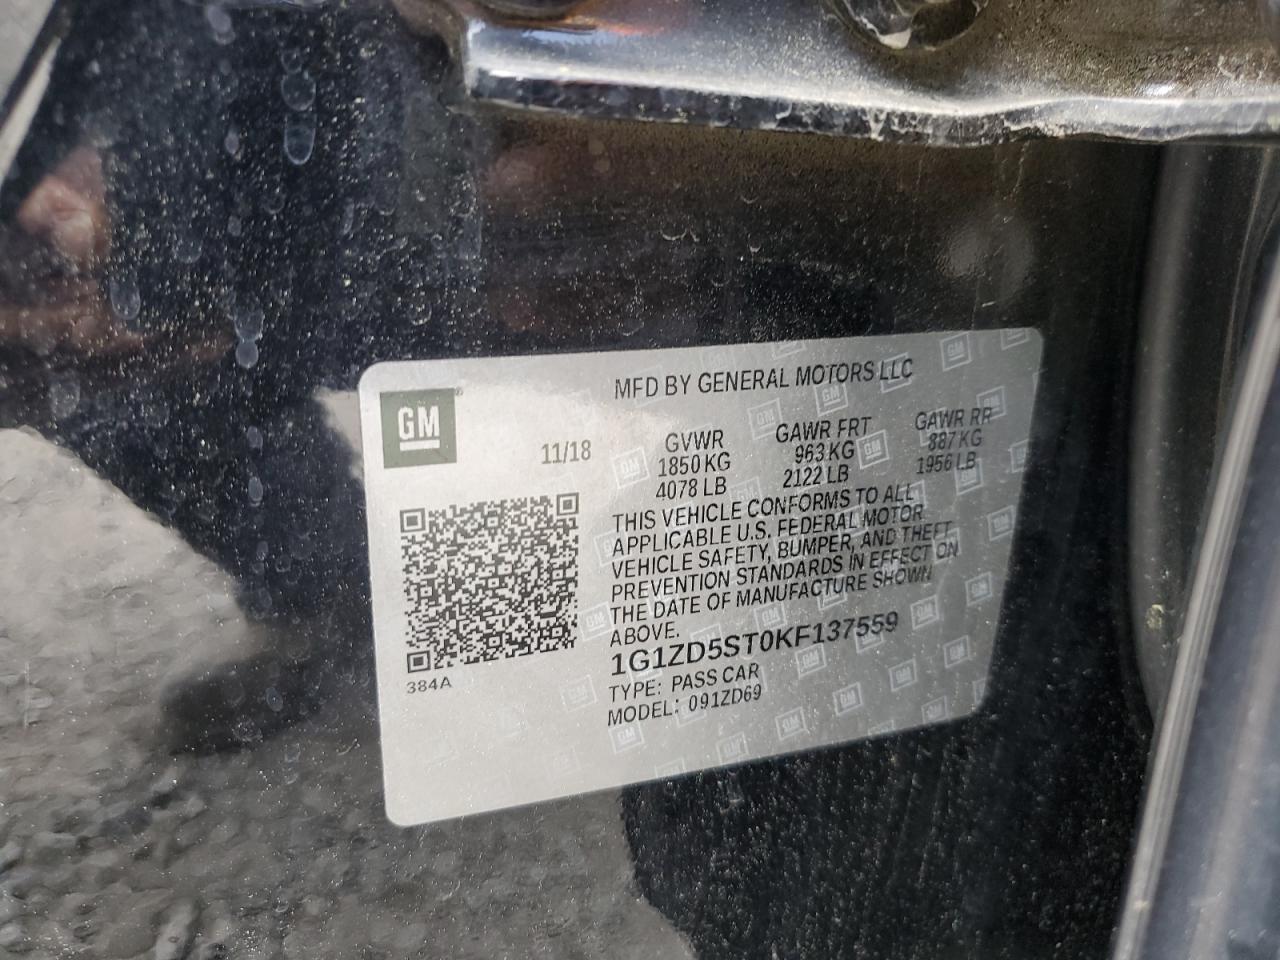 GM
MFD BY GENERAL MOTORS LLC
11/18
GVWR GAWR FRT GAWR RR
1850 KG 963 KG 887 KG
4078 LB 2122 LB 1956 LB
THIS VEHICLE CONFORMS TO ALL
APPLICABLE U.S. FEDERAL MOTOR
VEHICLE SAFETY, BUMPER, AND THEFT
PREVENTION STANDARDS IN EFFECT ON
THE DATE OF MANUFACTURE SHOWN
ABOVE.
1G1ZD5ST0KF137559
TYPE: PASS CAR
MODEL: 091ZD69
384A